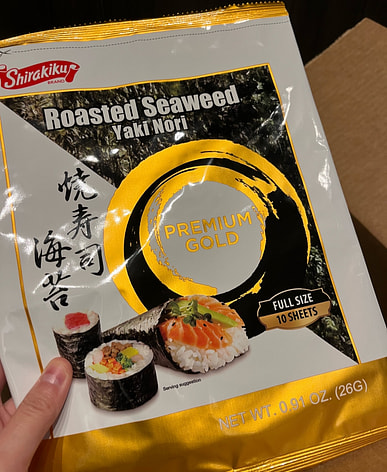 Shirakiku
BRAND
Roasted Seaweed
Yaki Nori
焼寿司
海苔
PREMIUM
GOLD
FULL SIZE
10 SHEETS
Serving suggestion
NET WT. 0.91 OZ. (26G)